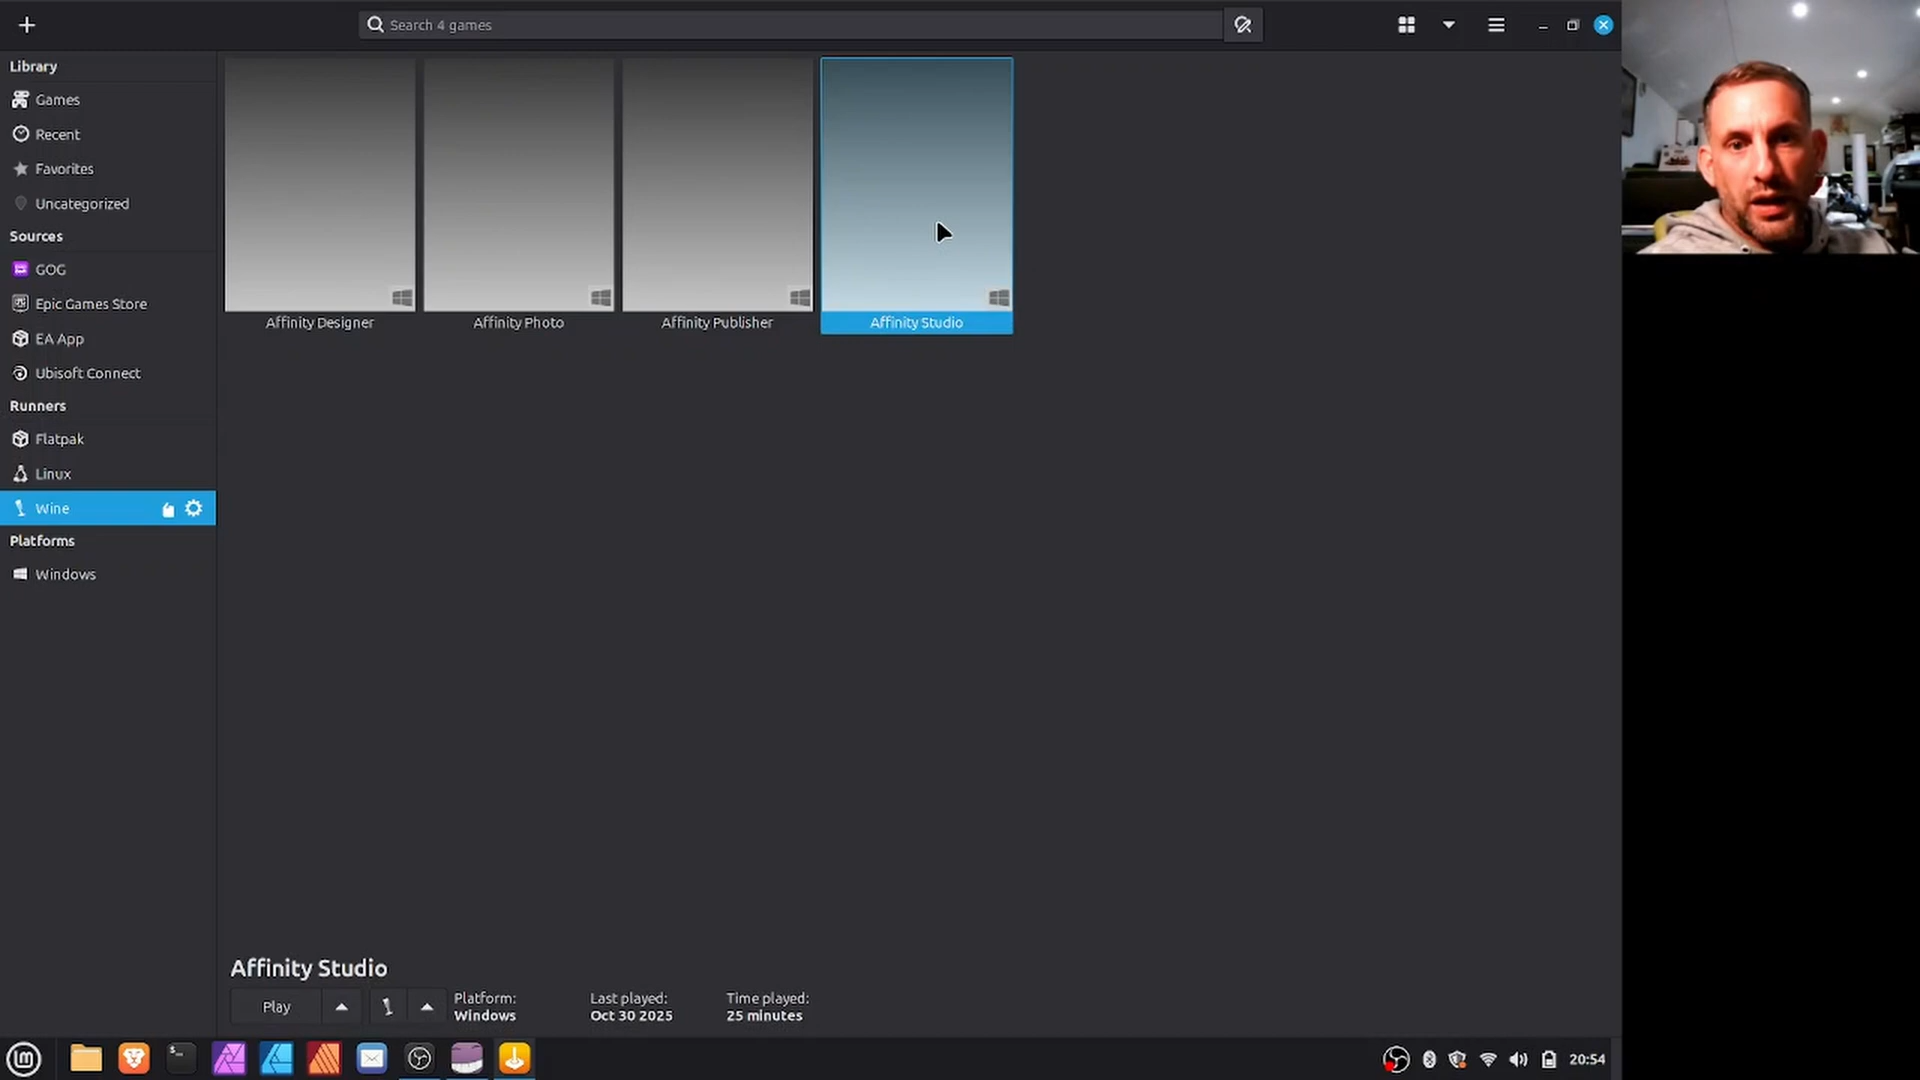 Search 4 games
Library
Games
Recent
Favorites
Uncategorized
Sources
GOG
Epic Games Store
EA App
Ubisoft Connect
Runners
Flatpak
Linux
Wine
Platforms
Windows
Affinity Designer
Affinity Photo
Affinity Publisher
Affinity Studio
Affinity Studio
Play
Platform:
Windows
Last played:
Oct 30 2025
Time played:
25 minutes
20:54